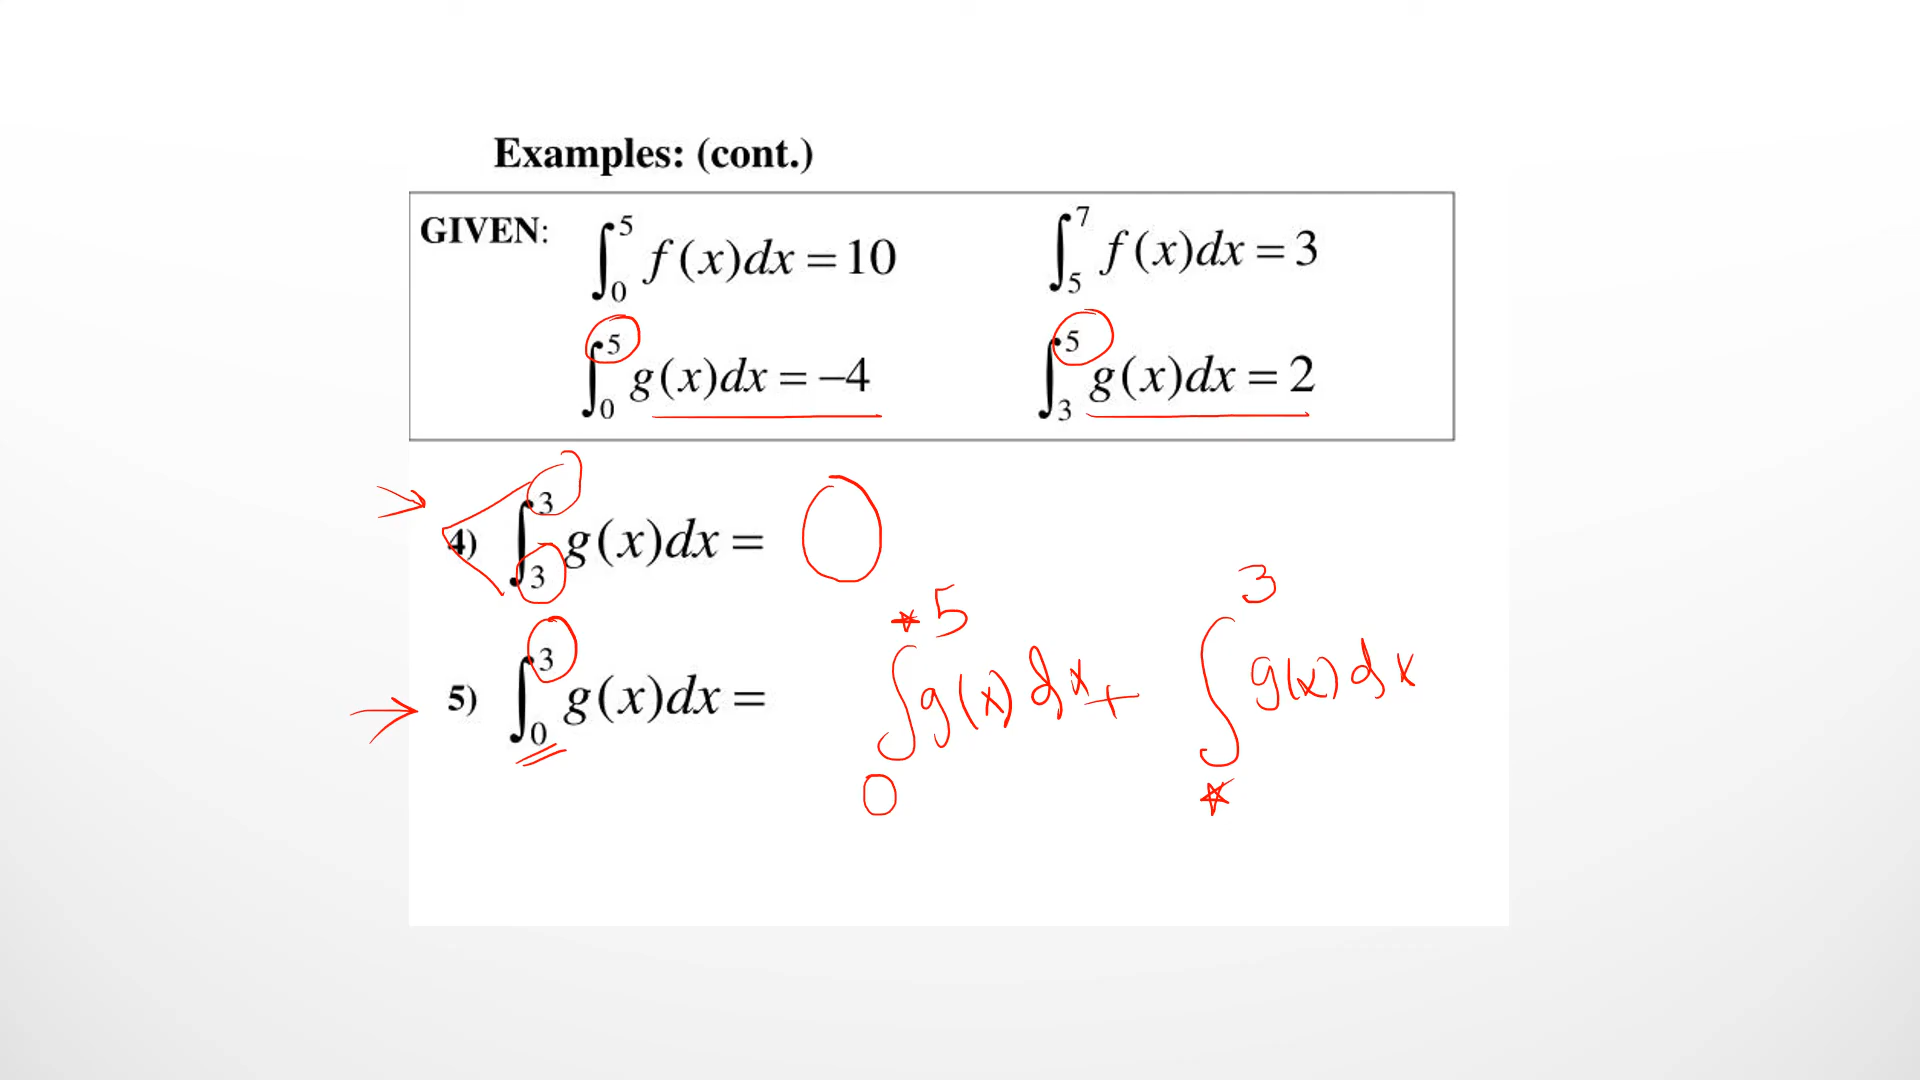 Examples: (cont.)
GIVEN: ∫₀⁵ f(x)dx = 10 ∫₅⁷ f(x)dx = 3
∫₀⁵ g(x)dx = −4 ∫₃⁵ g(x)dx = 2
4) ∫₃³ g(x)dx = 0
5) ∫₀³ g(x)dx = ∫₀*⁵ g(x) dx + ∫⋆³ g(x) dx